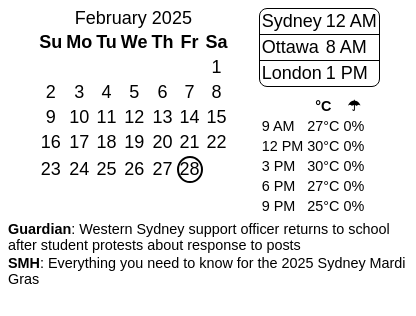 February 2025
Su Mo Tu We Th Fr Sa
1
2 3 4 5 6 7 8
9 10 11 12 13 14 15
16 17 18 19 20 21 22
23 24 25 26 27 28
Sydney 12 AM
Ottawa 8 AM
London 1 PM
°C ☂
9 AM 27°C 0%
12 PM 30°C 0%
3 PM 30°C 0%
6 PM 27°C 0%
9 PM 25°C 0%
Guardian: Western Sydney support officer returns to school
after student protests about response to posts
SMH: Everything you need to know for the 2025 Sydney Mardi
Gras